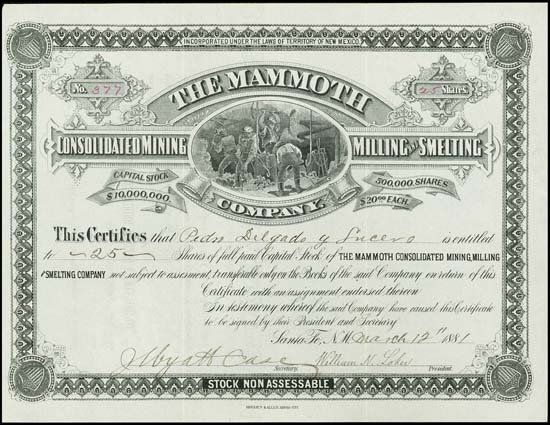 INCORPORATED UNDER THE LAWS OF TERRITORY OF NEW MEXICO.
No. 377
25 Shares
THE MAMMOTH
CONSOLIDATED MINING MILLING AND SMELTING
COMPANY.
CAPITAL STOCK
$10,000,000.
500,000 SHARES
$20.00 EACH.
This Certifies that Pedro Delgado y Lucero is entitled
to 25 Shares of full paid Capital Stock of THE MAMMOTH CONSOLIDATED MINING, MILLING
SMELTING COMPANY not subject to assessment, transferable only on the Books of the said Company on return of this
Certificate with an assignment endorsed thereon
In testimony whereof the said Company have caused this Certificate
to be signed by their President and Secretary
Santa Fe, N.M. March 12th 1881
J Wyatt Case
William N.
Secretary. President.
STOCK NON ASSESSABLE